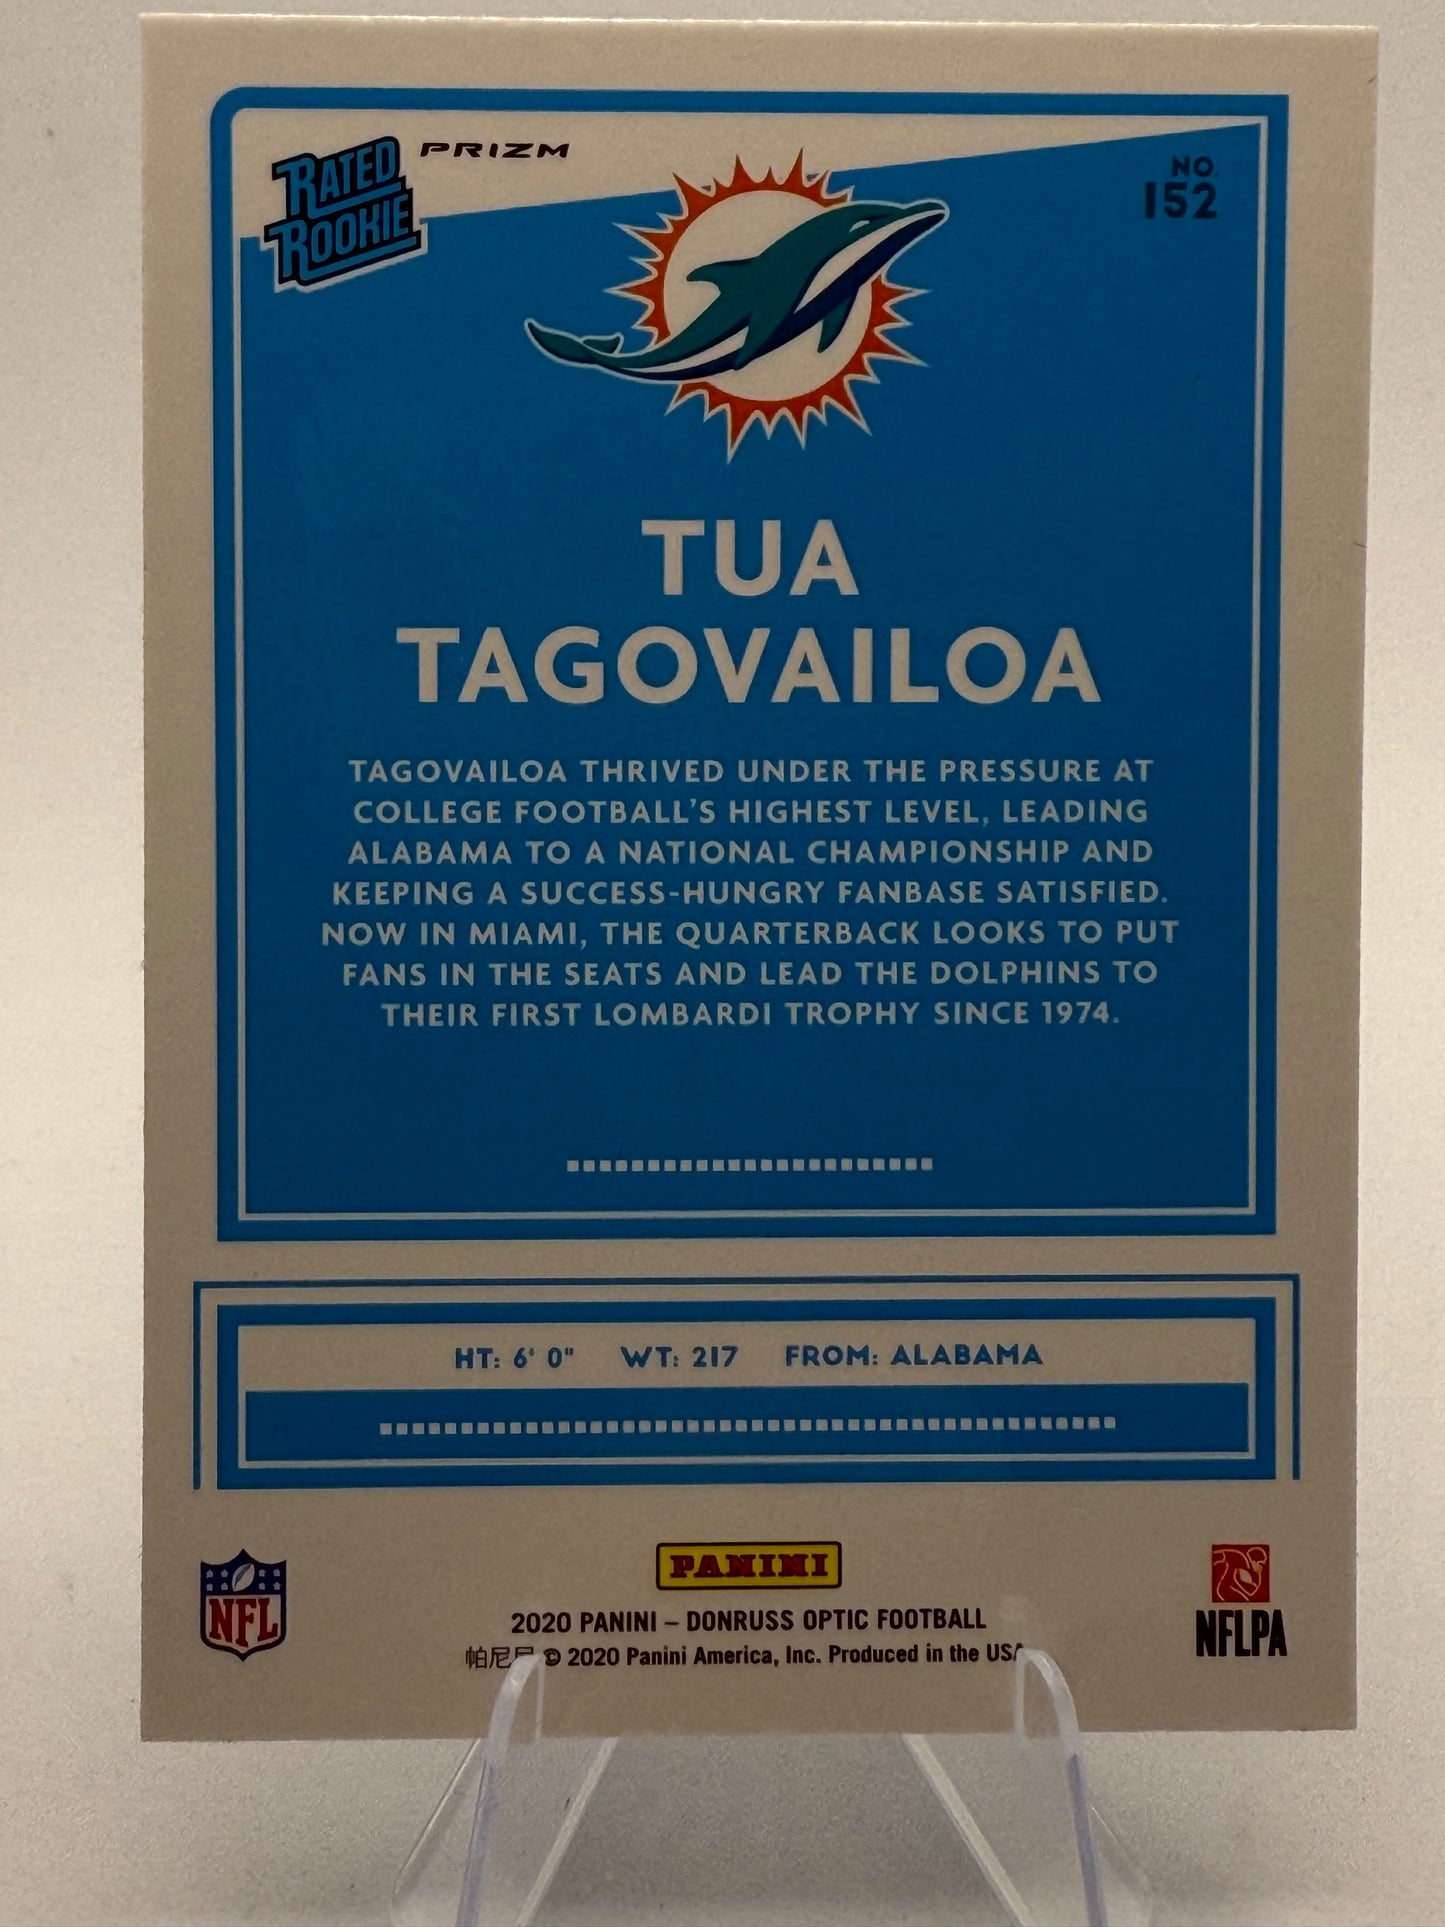 RATED
ROOKIE
PRIZM
NO.
152
TUA
TAGOVAILOA
TAGOVAILOA THRIVED UNDER THE PRESSURE AT
COLLEGE FOOTBALL'S HIGHEST LEVEL, LEADING
ALABAMA TO A NATIONAL CHAMPIONSHIP AND
KEEPING A SUCCESS-HUNGRY FANBASE SATISFIED.
NOW IN MIAMI, THE QUARTERBACK LOOKS TO PUT
FANS IN THE SEATS AND LEAD THE DOLPHINS TO
THEIR FIRST LOMBARDI TROPHY SINCE 1974.
HT: 6' 0" WT: 217 FROM: ALABAMA
NFL
PANINI
NFLPA
2020 PANINI – DONRUSS OPTIC FOOTBALL
帕尼尼 © 2020 Panini America, Inc. Produced in the USA